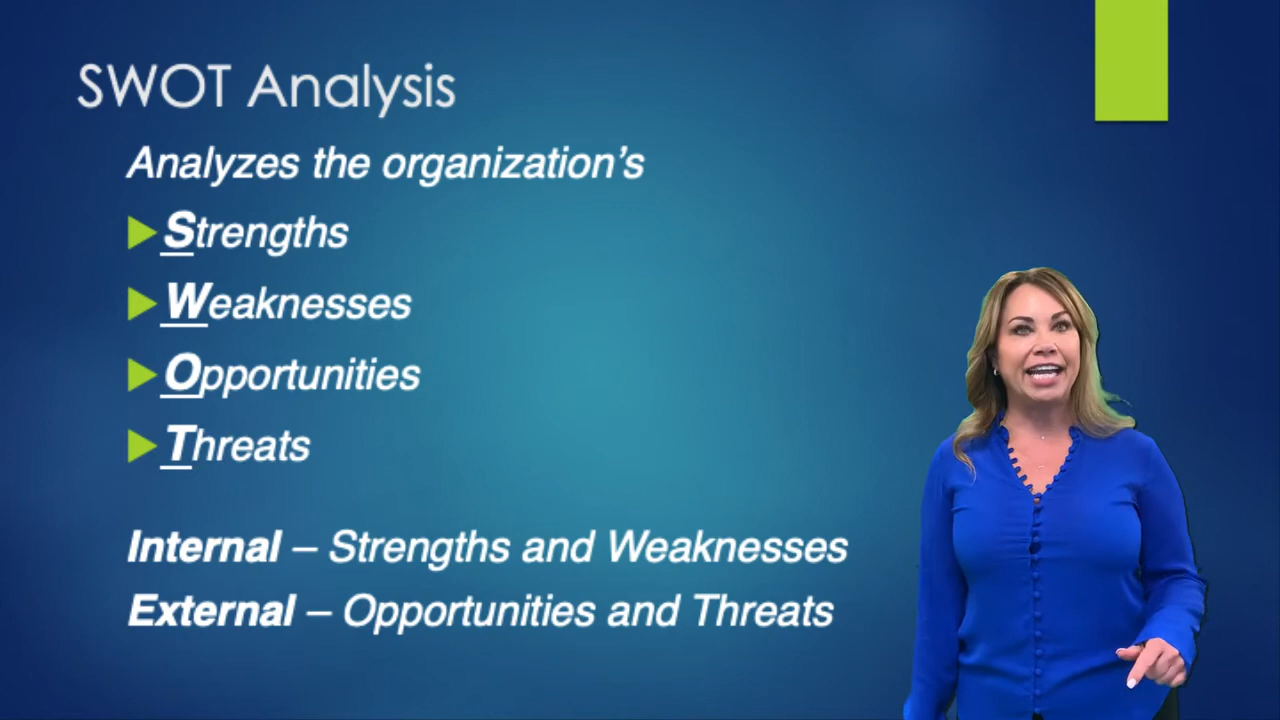 SWOT Analysis
Analyzes the organization's
Strengths
Weaknesses
Opportunities
Threats
Internal – Strengths and Weaknesses
External – Opportunities and Threats